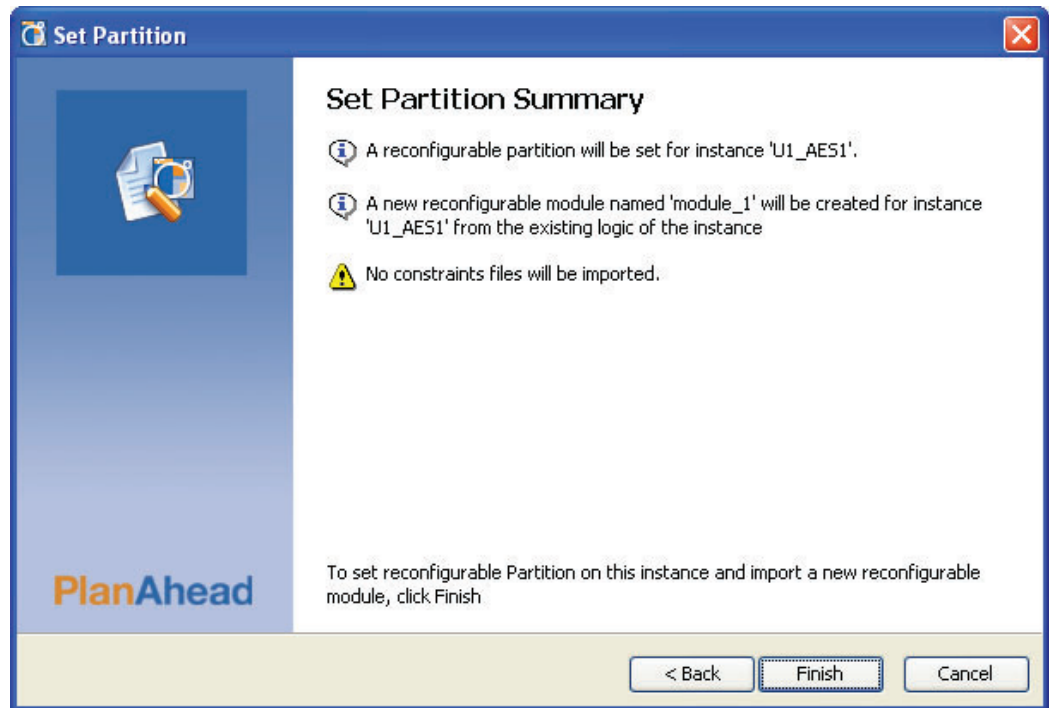 Set Partition
Set Partition Summary
A reconfigurable partition will be set for instance 'U1_AES1'.
A new reconfigurable module named 'module_1' will be created for instance
'U1_AES1' from the existing logic of the instance
No constraints files will be imported.
To set reconfigurable Partition on this instance and import a new reconfigurable
module, click Finish
PlanAhead
< Back
Finish
Cancel